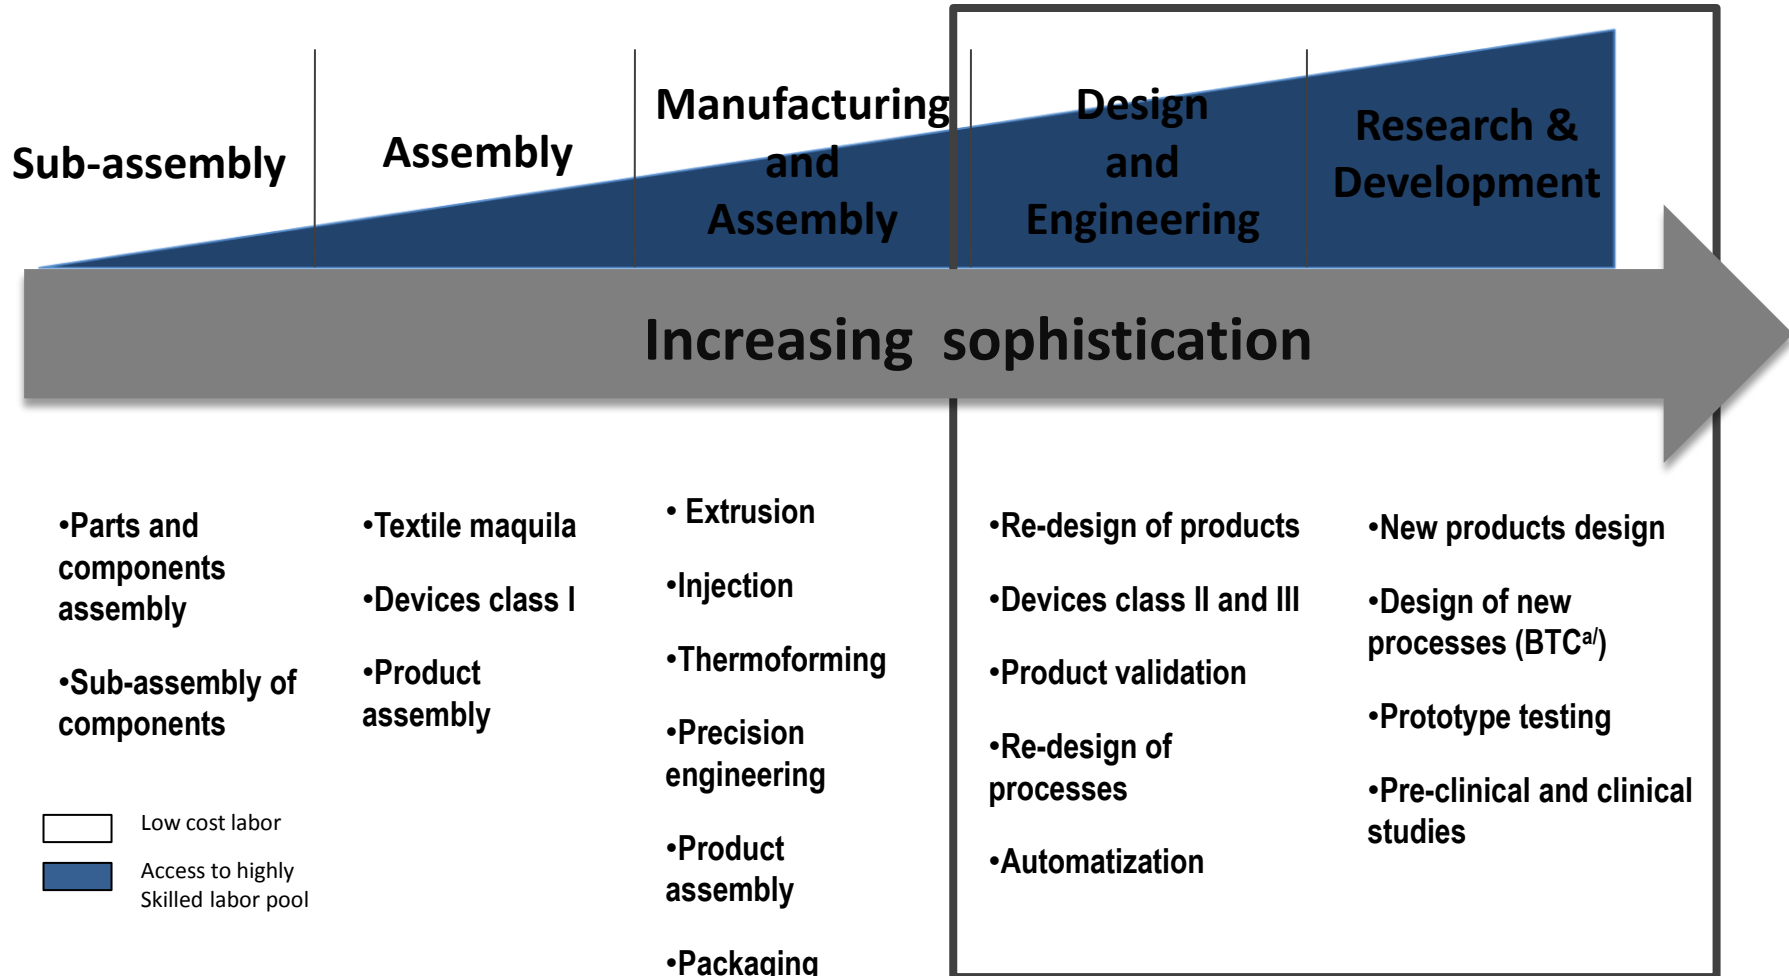 Sub-assembly
Assembly
Manufacturing
and
Assembly
Design
and
Engineering
Research &
Development
Increasing sophistication
•Parts and
components
assembly
•Sub-assembly of
components
•Textile maquila
•Devices class I
•Product
assembly
• Extrusion
•Injection
•Thermoforming
•Precision
engineering
•Product
assembly
•Packaging
•Re-design of products
•Devices class II and III
•Product validation
•Re-design of
processes
•Automatization
•New products design
•Design of new
processes (BTCa/)
•Prototype testing
•Pre-clinical and clinical
studies
Low cost labor
Access to highly
Skilled labor pool